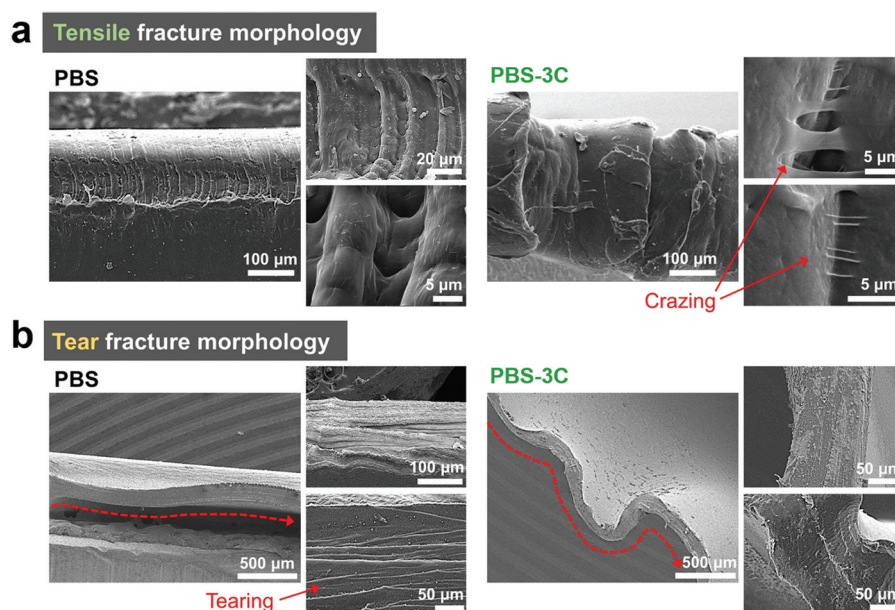 a Tensile fracture morphology
PBS
PBS-3C
20 µm
5 µm
100 µm
5 µm
100 µm
5 µm
Crazing
b Tear fracture morphology
PBS
PBS-3C
100 µm
50 µm
500 µm
50 µm
500 µm
50 µm
Tearing